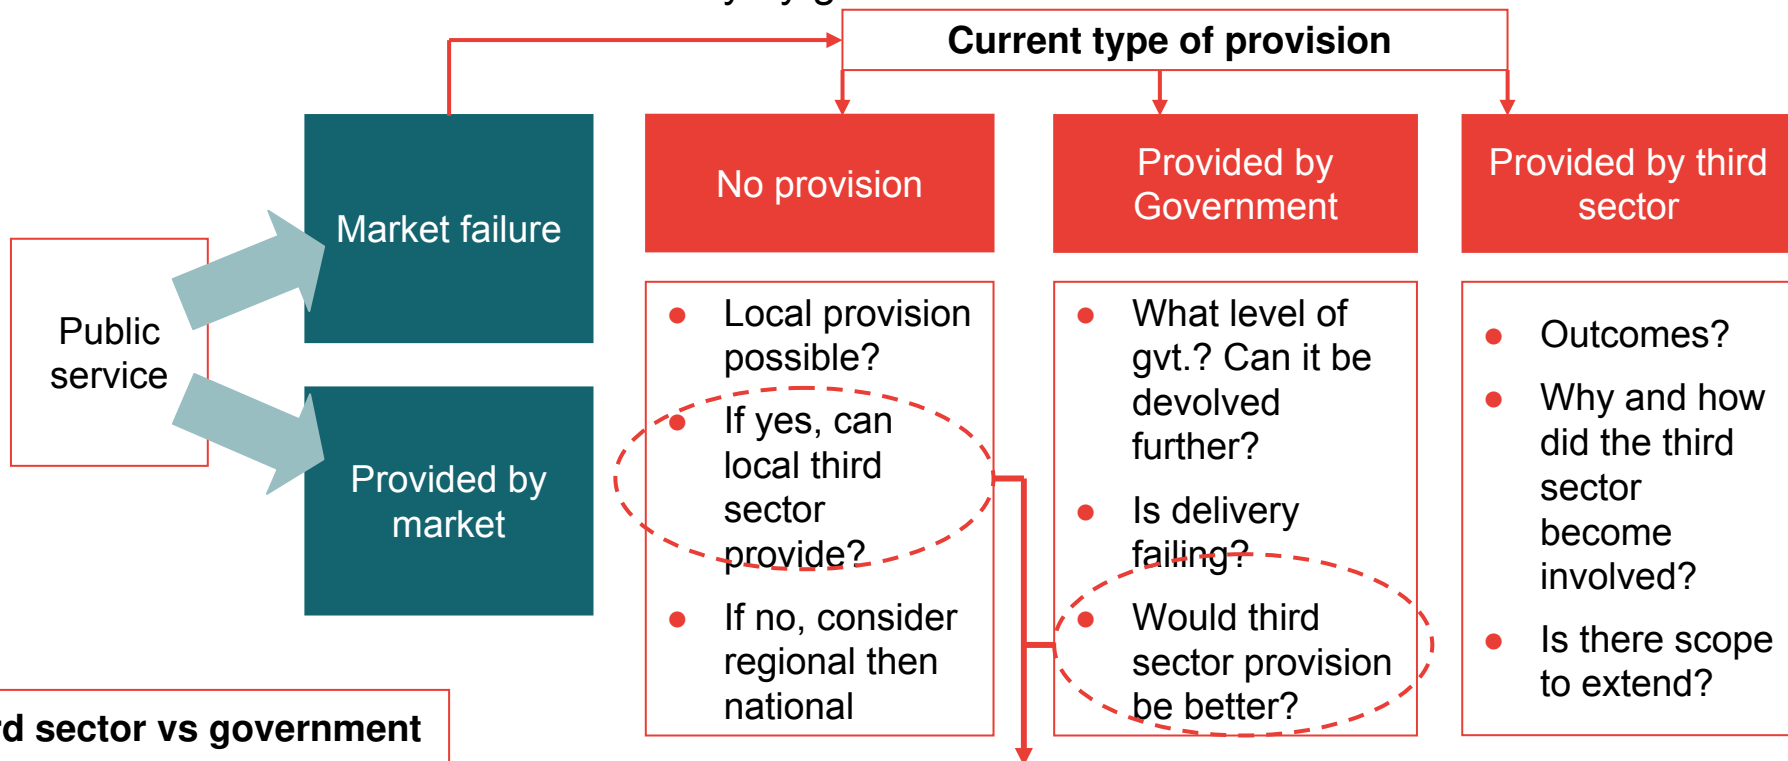 Current type of provision
Public
service
Market failure
Provided by
market
No provision
Local provision
possible?
If yes, can
local third
sector
provide?
If no, consider
regional then
national
Provided by
Government
What level of
gvt.? Can it be
devolved
further?
Is delivery
failing?
Would third
sector provision
be better?
Provided by third
sector
Outcomes?
Why and how
did the third
sector
become
involved?
Is there scope
to extend?
sector vs government